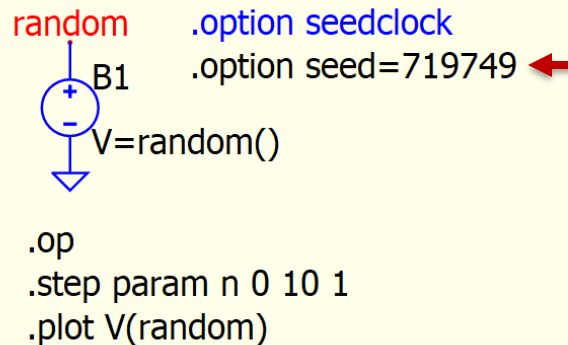 random
.option seedclock
.option seed=719749
B1
V=random()
.op
.step param n 0 10 1
.plot V(random)